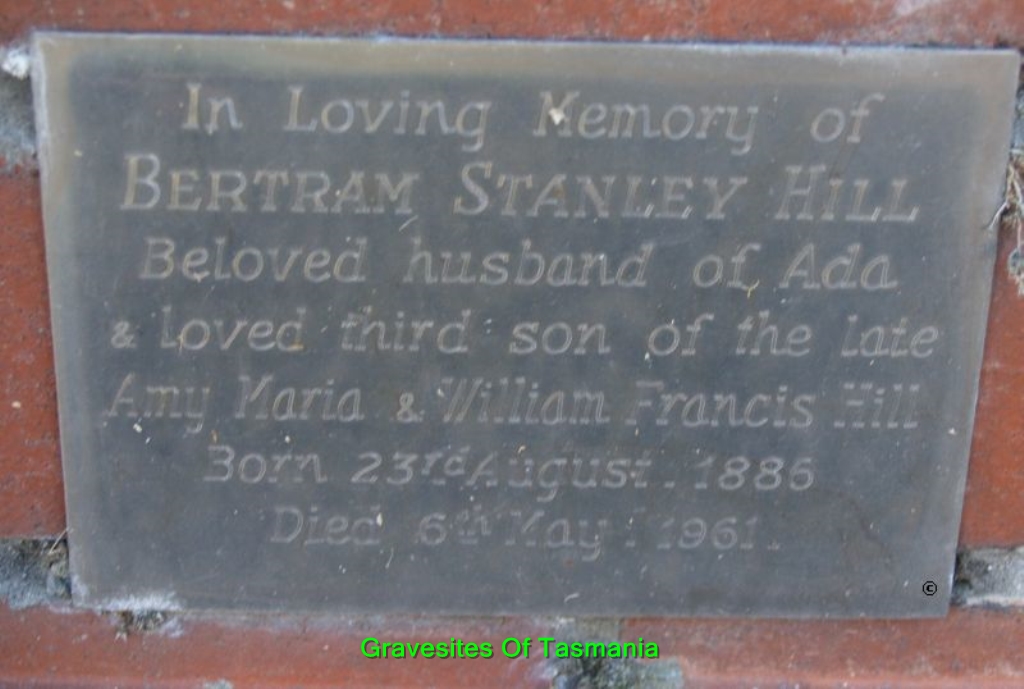 In Loving Memory of
BERTRAM STANLEY HILL
Beloved husband of Ada
& loved third son of the late
Amy Maria & William Francis Hill
Born 23rd August. 1886
Died 6th May 1961.
©
Gravesites Of Tasmania